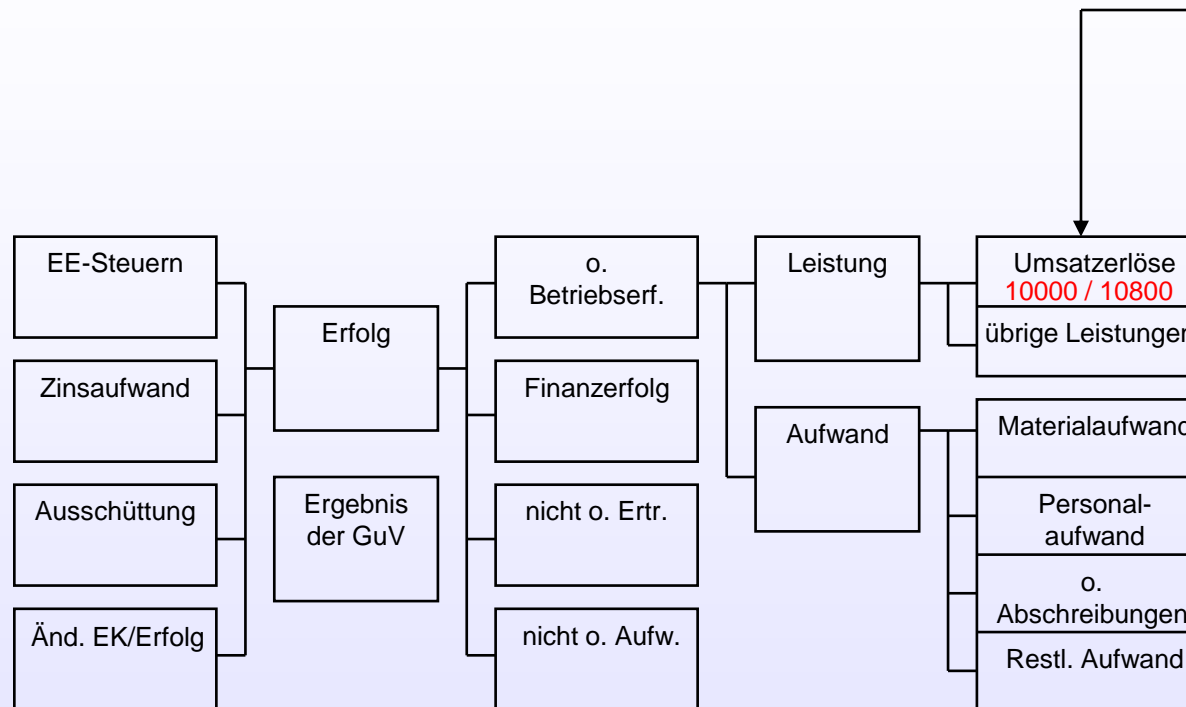 EE-Steuern
Zinsaufwand
Ausschüttung
Änd. EK/Erfolg
Erfolg
Ergebnis
der GuV
o.
Betriebserf.
Finanzerfolg
nicht o. Ertr.
nicht o. Aufw.
Leistung
Aufwand
Umsatzerlöse
10000 / 10800
übrige Leistungen
Materialaufwand
Personal-
aufwand
o.
Abschreibungen
Restl. Aufwand